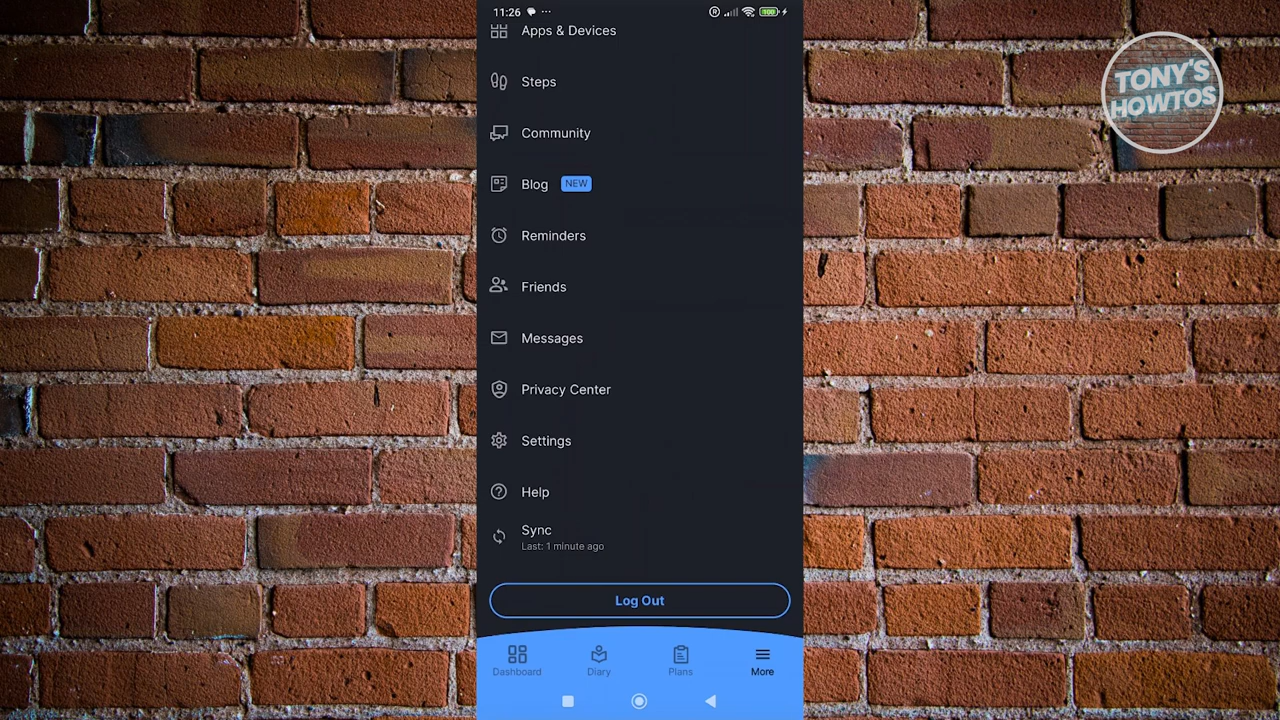 11:26
100
TONY'S
HOWTOS
Apps & Devices
Steps
Community
Blog NEW
Reminders
Friends
Messages
Privacy Center
Settings
Help
Sync
Last: 1 minute ago
Log Out
Dashboard Diary Plans More